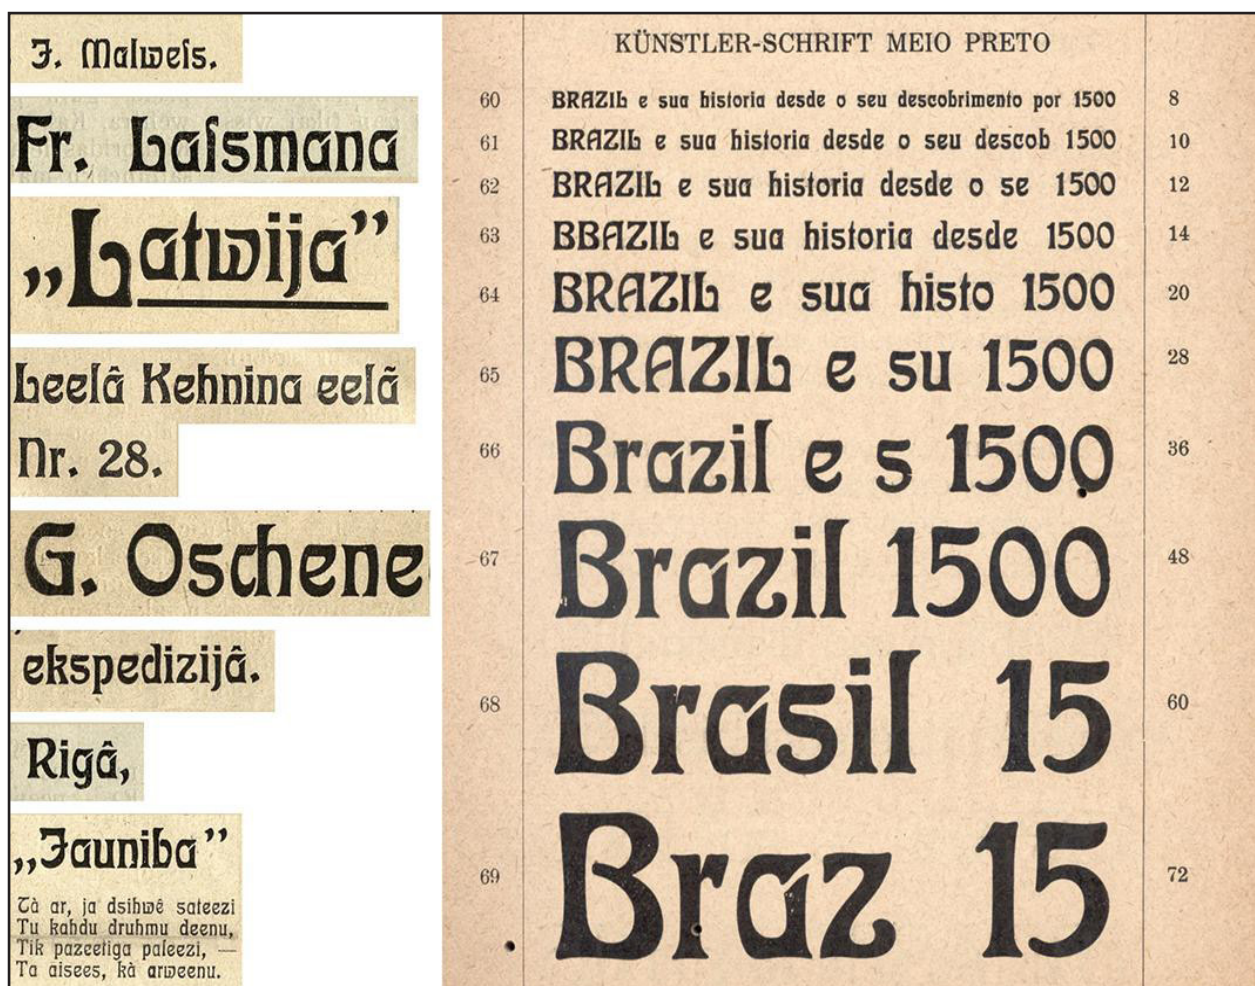 J. Malweis.
Fr. Laſsmana
„Latwija”
Leelâ Kehnina eelâ
Nr. 28.
G. Oschene
ekspedizijâ.
Rigâ,
„Jauniba”
Tà ar, ja dsihwê sateezi
Tu kahdu druhmu deenu,
Tik pazeetiga paleezi, —
Ta aisees, kà arweenu.
KÜNSTLER-SCHRIFT MEIO PRETO
60 BRAZIL e sua historia desde o seu descobrimento por 1500 8
61 BRAZIL e sua historia desde o seu descob 1500 10
62 BRAZIL e sua historia desde o se 1500 12
63 BBAZIL e sua historia desde 1500 14
64 BRAZIL e sua histo 1500 20
65 BRAZIL e su 1500 28
66 Brazil e s 1500 36
67 Brazil 1500 48
68 Brasil 15 60
69 Braz 15 72